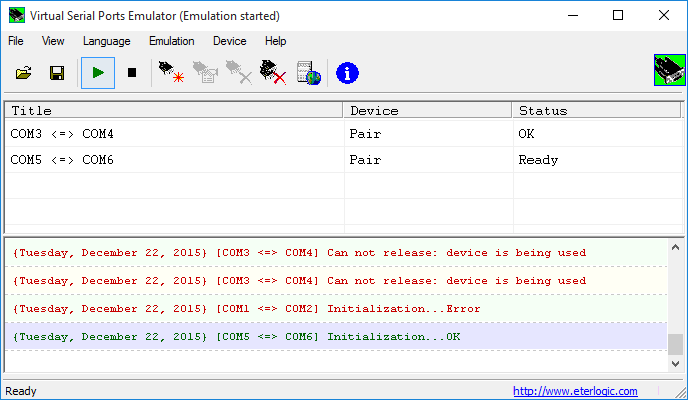 Virtual Serial Ports Emulator (Emulation started)
File View Language Emulation Device Help
Title Device Status
COM3 <=> COM4 Pair OK
COM5 <=> COM6 Pair Ready
{Tuesday, December 22, 2015} [COM3 <=> COM4] Can not release: device is being used
{Tuesday, December 22, 2015} [COM3 <=> COM4] Can not release: device is being used
{Tuesday, December 22, 2015} [COM1 <=> COM2] Initialization...Error
{Tuesday, December 22, 2015} [COM5 <=> COM6] Initialization...OK
Ready http://www.eterlogic.com